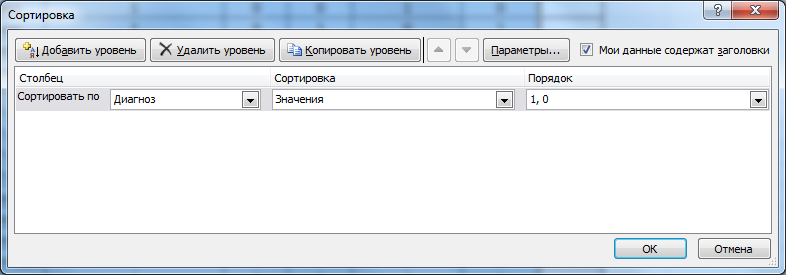 Сортировка
Добавить уровень Удалить уровень Копировать уровень Параметры... Мои данные содержат заголовки
Столбец Сортировка Порядок
Сортировать по Диагноз Значения 1, 0
ОК Отмена